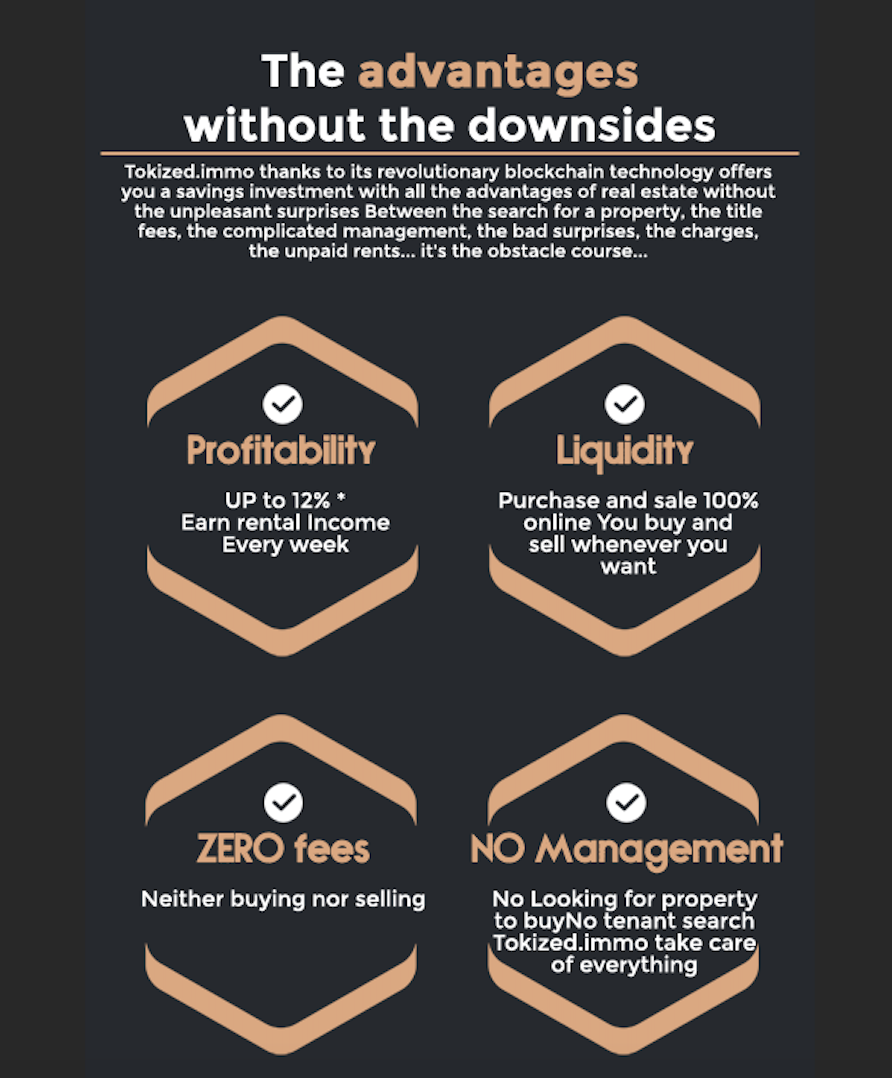 The advantages
without the downsides
Tokized.immo thanks to its revolutionary blockchain technology offers
you a savings investment with all the advantages of real estate without
the unpleasant surprises Between the search for a property, the title
fees, the complicated management, the bad surprises, the charges,
the unpaid rents... it's the obstacle course...
Profitability
UP to 12% *
Earn rental Income
Every week
Liquidity
Purchase and sale 100%
online You buy and
sell whenever you
want
ZERO fees
Neither buying nor selling
NO Management
No Looking for property
to buyNo tenant search
Tokized.immo take care
of everything